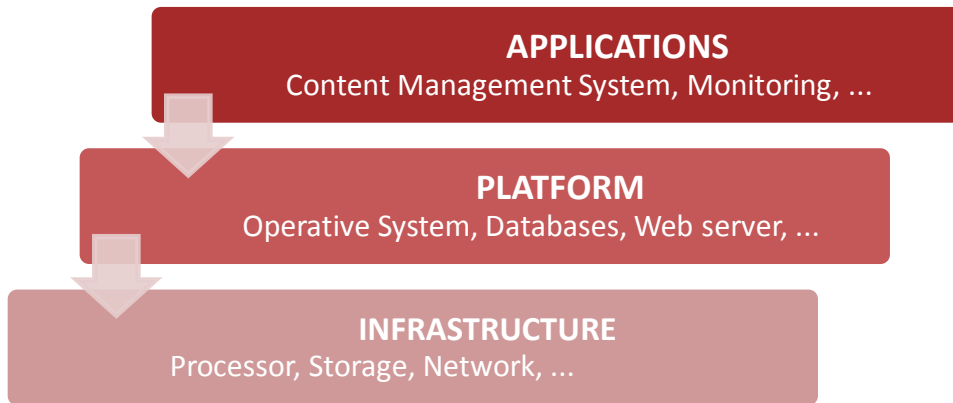 APPLICATIONS
Content Management System, Monitoring, ...
PLATFORM
Operative System, Databases, Web server, ...
INFRASTRUCTURE
Processor, Storage, Network, ...